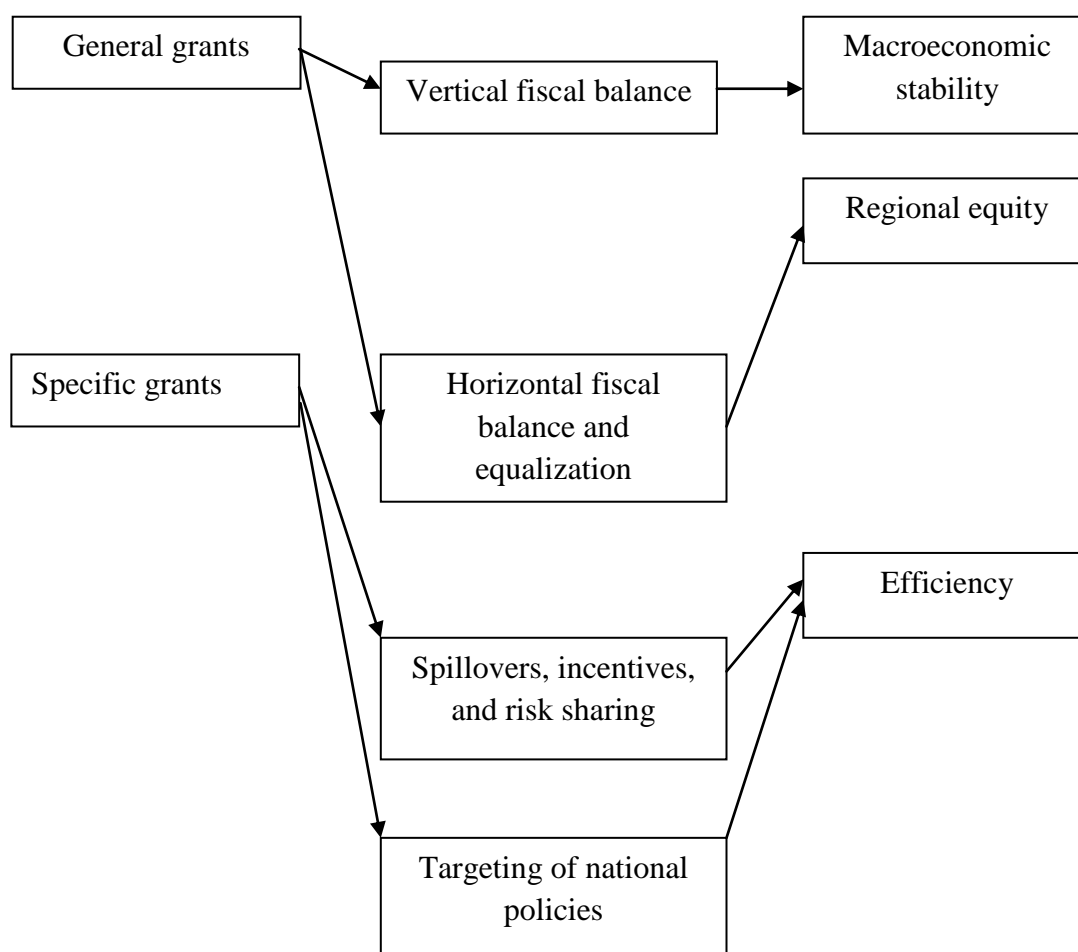 General grants
Vertical fiscal balance
Macroeconomic
stability
Regional equity
Specific grants
Horizontal fiscal
balance and
equalization
Efficiency
Spillovers, incentives,
and risk sharing
Targeting of national
policies